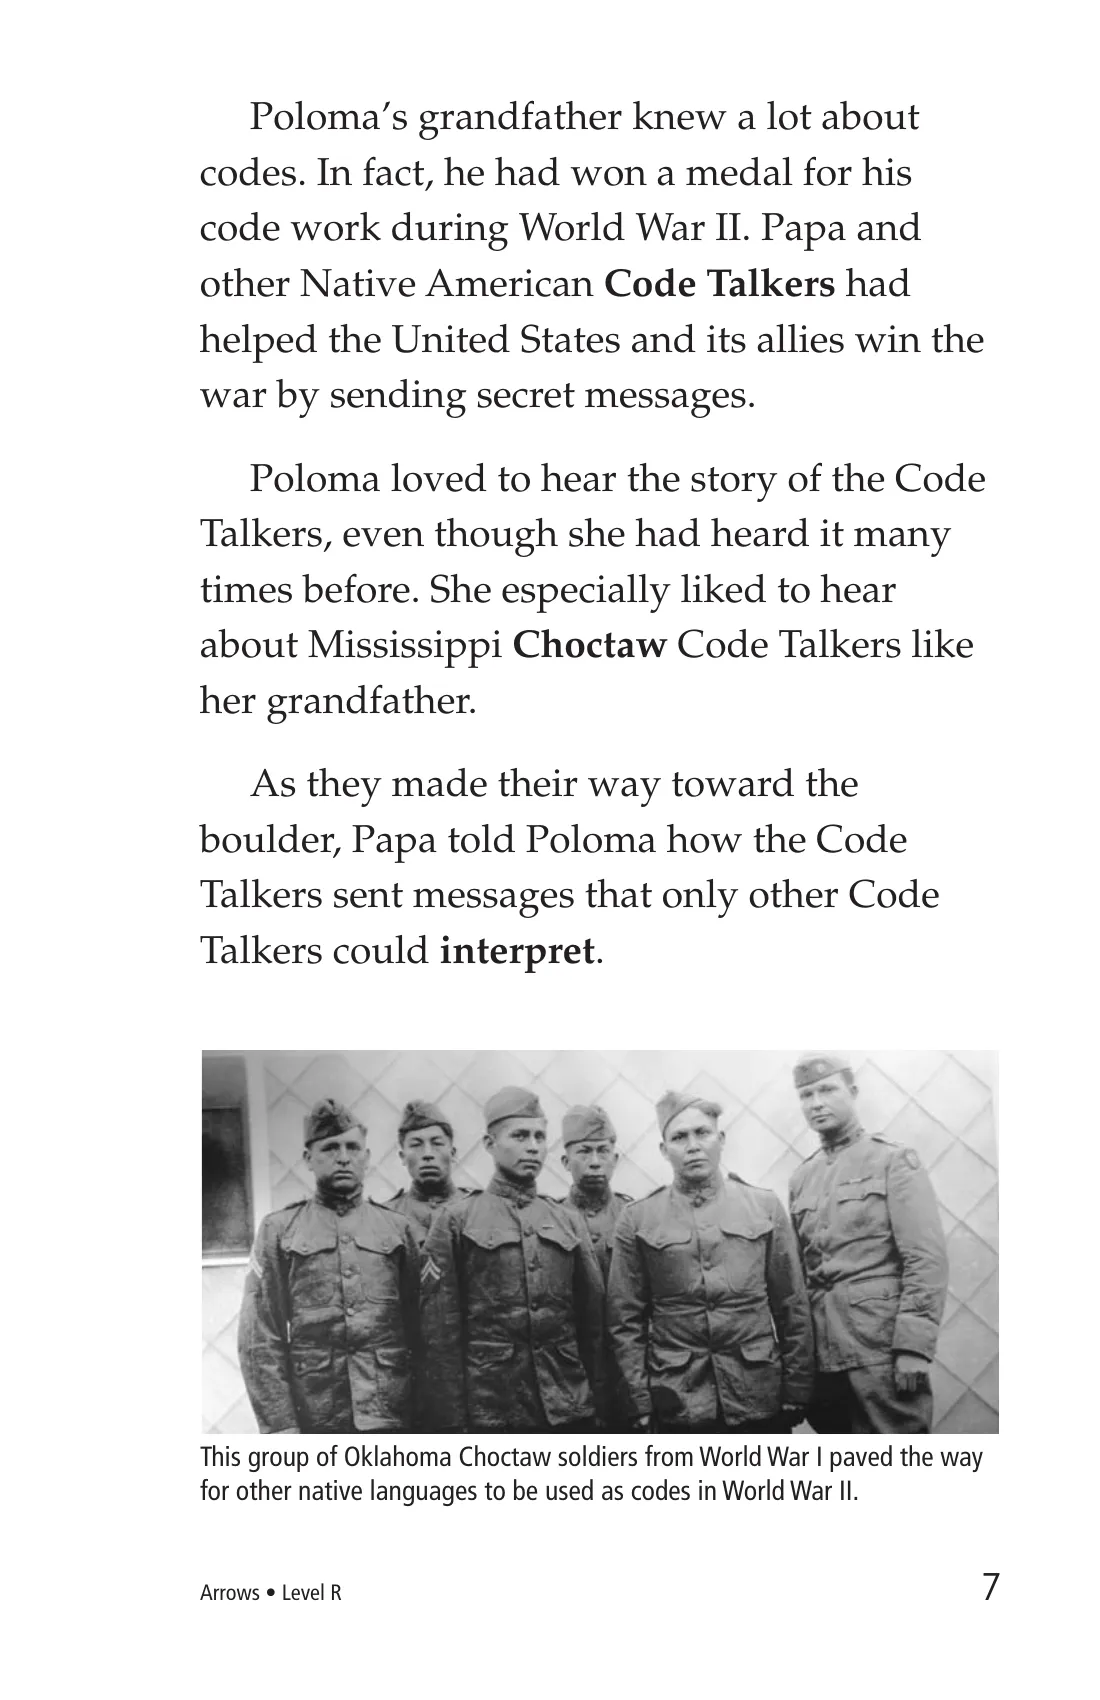 Poloma’s grandfather knew a lot about
codes. In fact, he had won a medal for his
code work during World War II. Papa and
other Native American Code Talkers had
helped the United States and its allies win the
war by sending secret messages.
Poloma loved to hear the story of the Code
Talkers, even though she had heard it many
times before. She especially liked to hear
about Mississippi Choctaw Code Talkers like
her grandfather.
As they made their way toward the
boulder, Papa told Poloma how the Code
Talkers sent messages that only other Code
Talkers could interpret.
This group of Oklahoma Choctaw soldiers from World War I paved the way
for other native languages to be used as codes in World War II.
Arrows • Level R 7